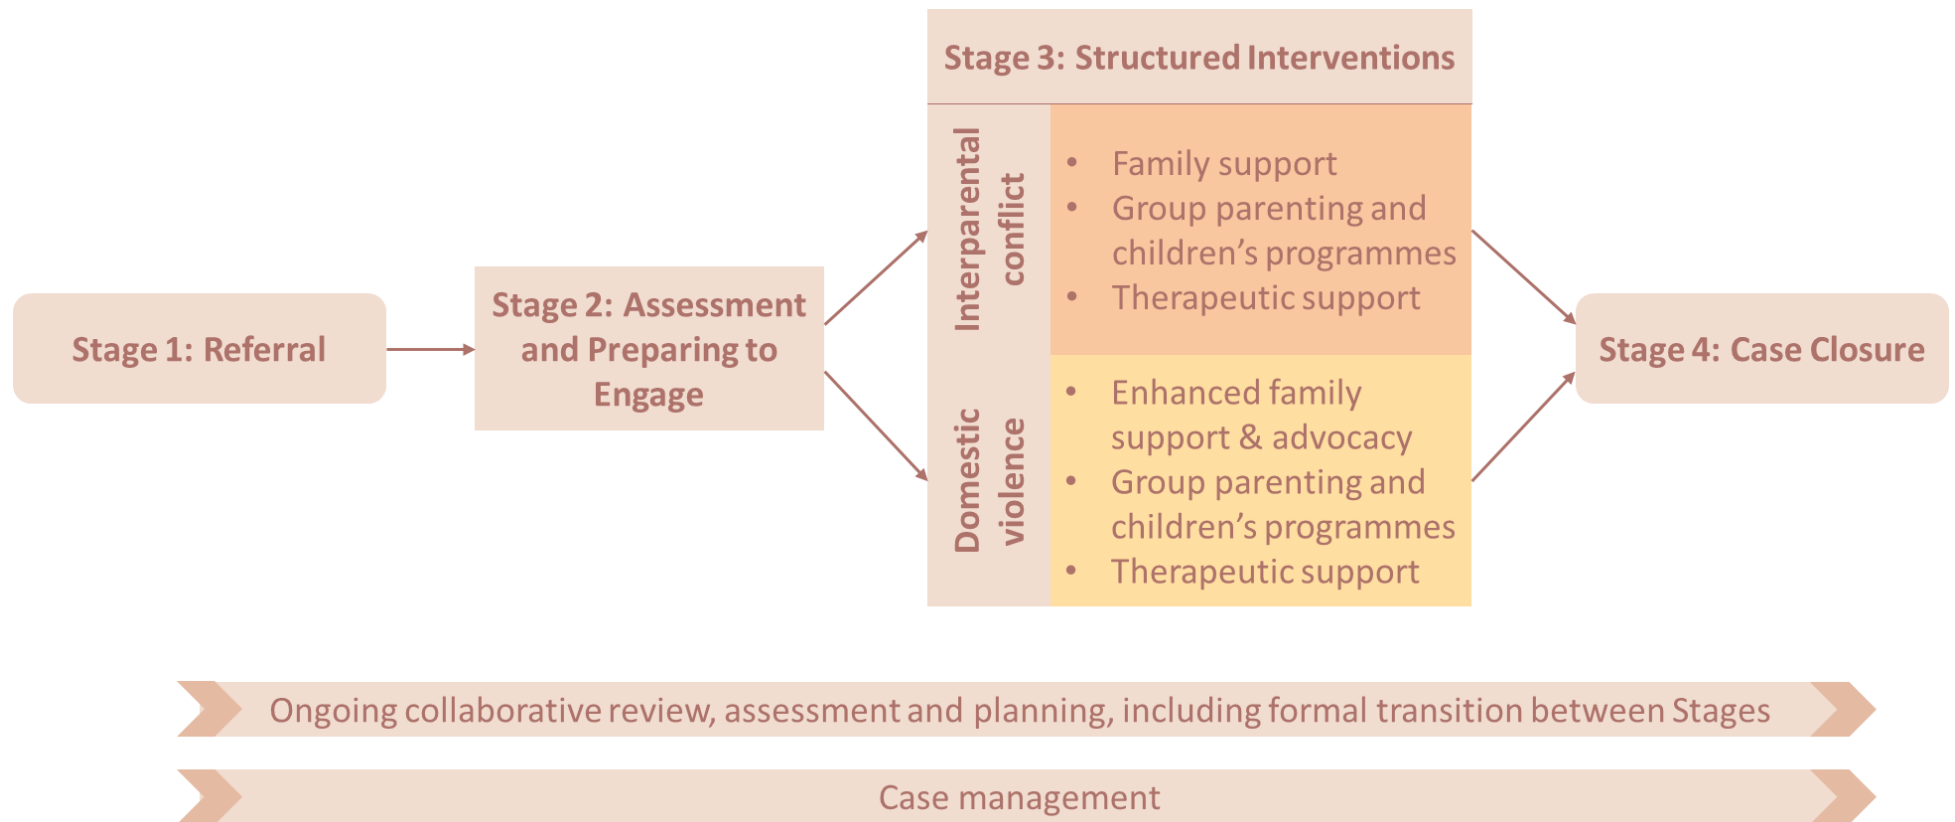 Stage 1: Referral
Stage 2: Assessment
and Preparing to
Engage
Stage 3: Structured Interventions
Interparental
conflict
• Family support
• Group parenting and
children’s programmes
• Therapeutic support
Domestic
violence
• Enhanced family
support & advocacy
• Group parenting and
children’s programmes
• Therapeutic support
Stage 4: Case Closure
Ongoing collaborative review, assessment and planning, including formal transition between Stages
Case management